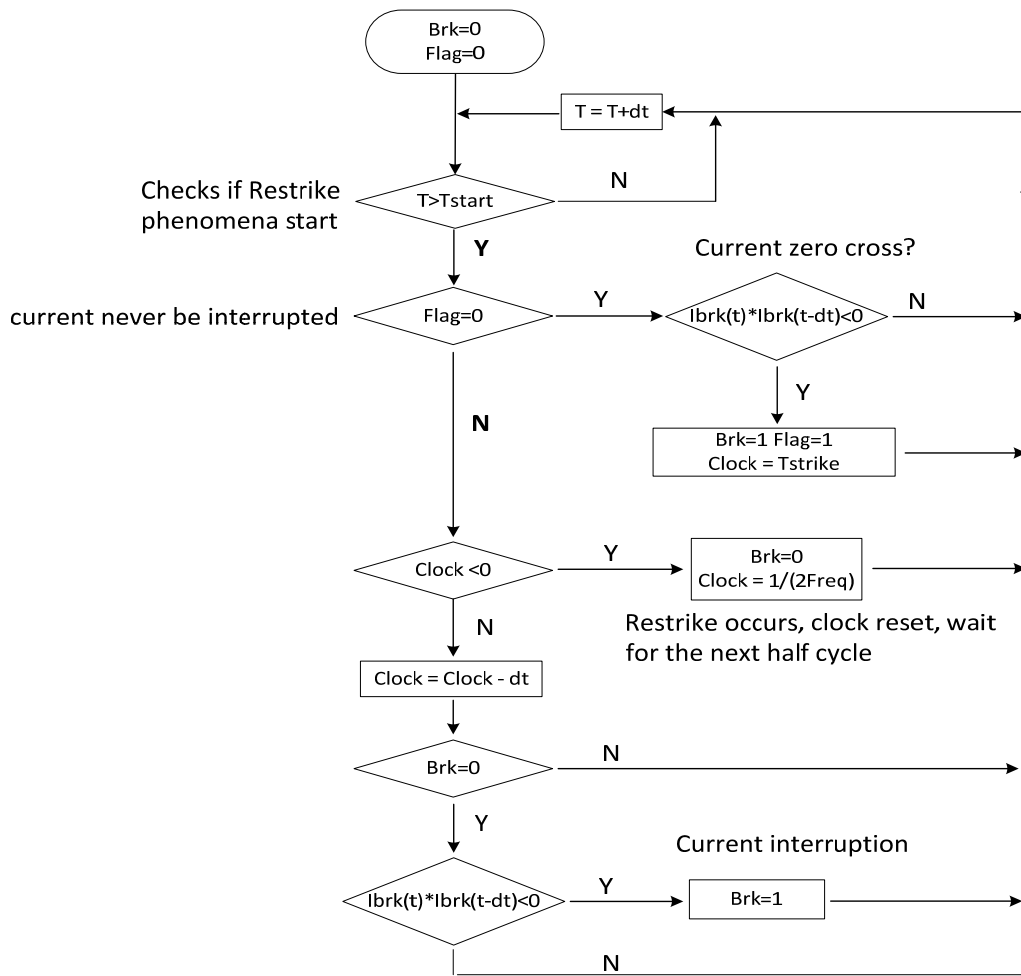 Brk=0
Flag=0
T = T+dt
Checks if Restrike
phenomena start
T>Tstart
N
Y
Current zero cross?
current never be interrupted
Flag=0
Y
Ibrk(t)*Ibrk(t-dt)<0
N
Y
N
Brk=1 Flag=1
Clock = Tstrike
Clock <0
Y
Brk=0
Clock = 1/(2Freq)
N
Restrike occurs, clock reset, wait
for the next half cycle
Clock = Clock - dt
Brk=0
N
Y
Current interruption
Ibrk(t)*Ibrk(t-dt)<0
Y
Brk=1
N